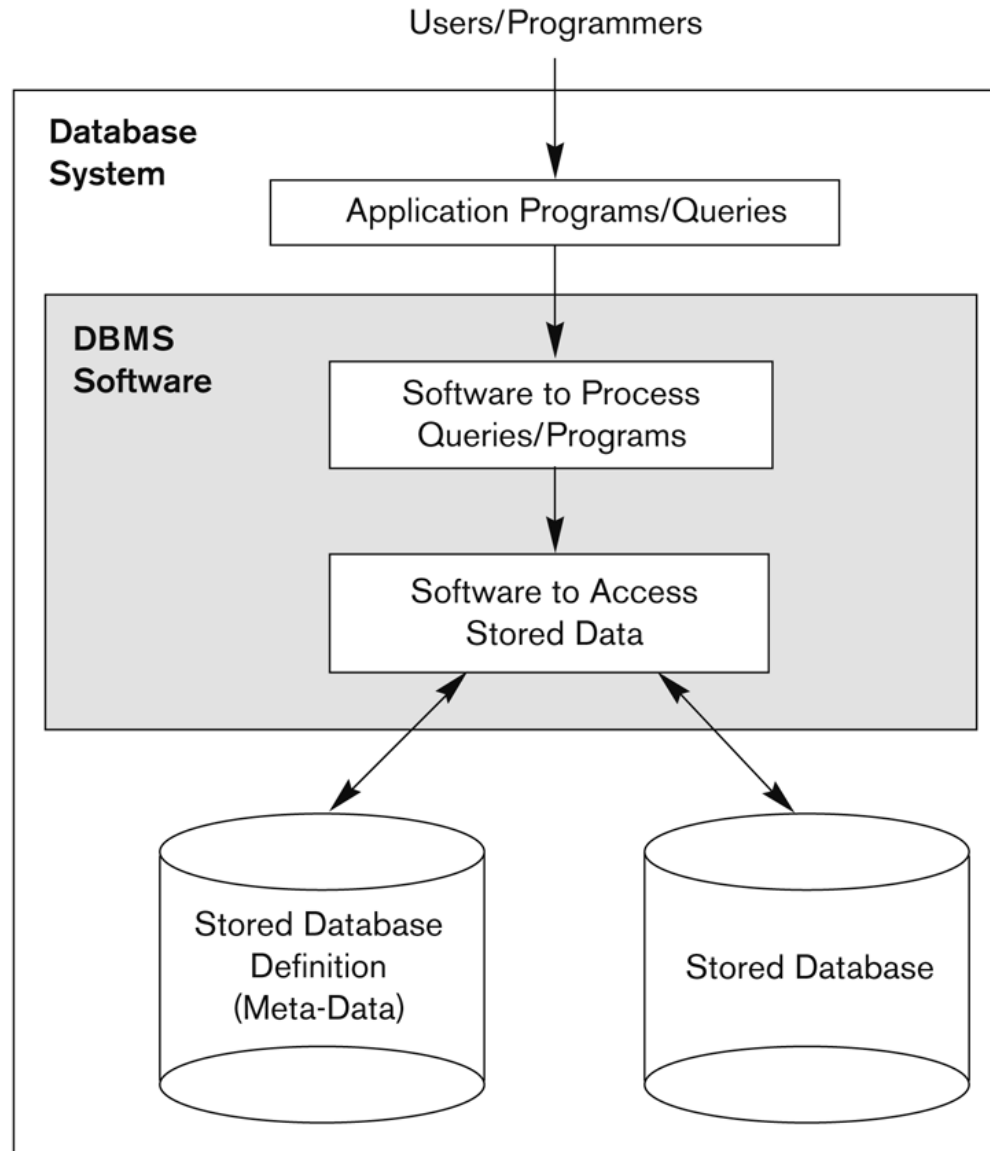 Users/Programmers
Database
System
Application Programs/Queries
DBMS
Software
Software to Process
Queries/Programs
Software to Access
Stored Data
Stored Database
Definition
(Meta-Data)
Stored Database